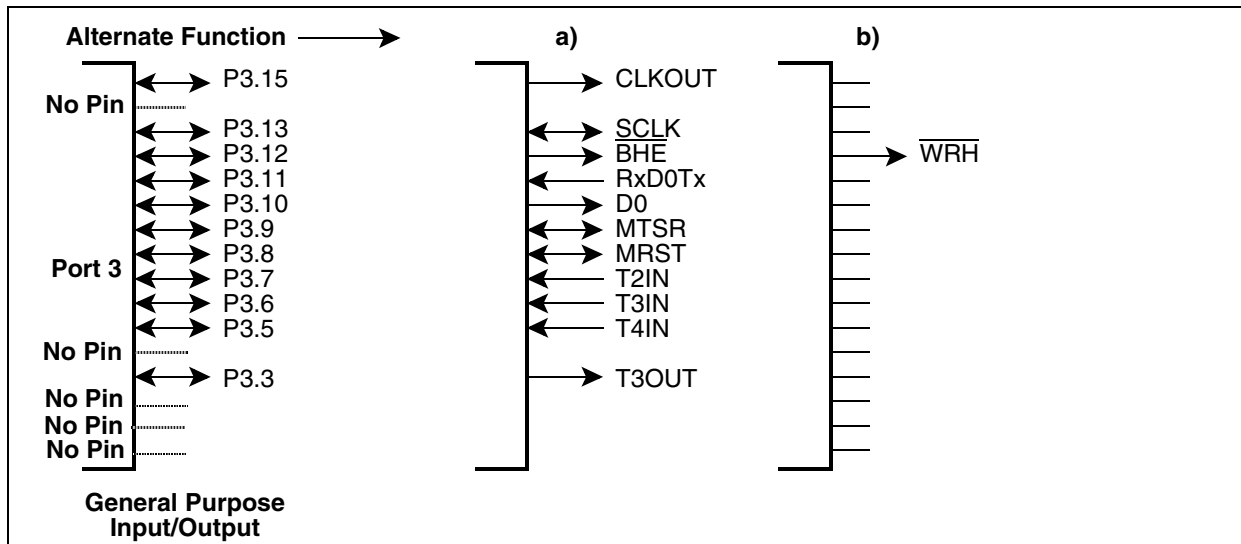 Alternate Function a) b)
P3.15 CLKOUT
No Pin
P3.13 SCLK
P3.12 BHE WRH
P3.11 RxD0Tx
P3.10 D0
P3.9 MTSR
P3.8 MRST
Port 3 P3.7 T2IN
P3.6 T3IN
P3.5 T4IN
No Pin
P3.3 T3OUT
No Pin
No Pin
No Pin
General Purpose
Input/Output